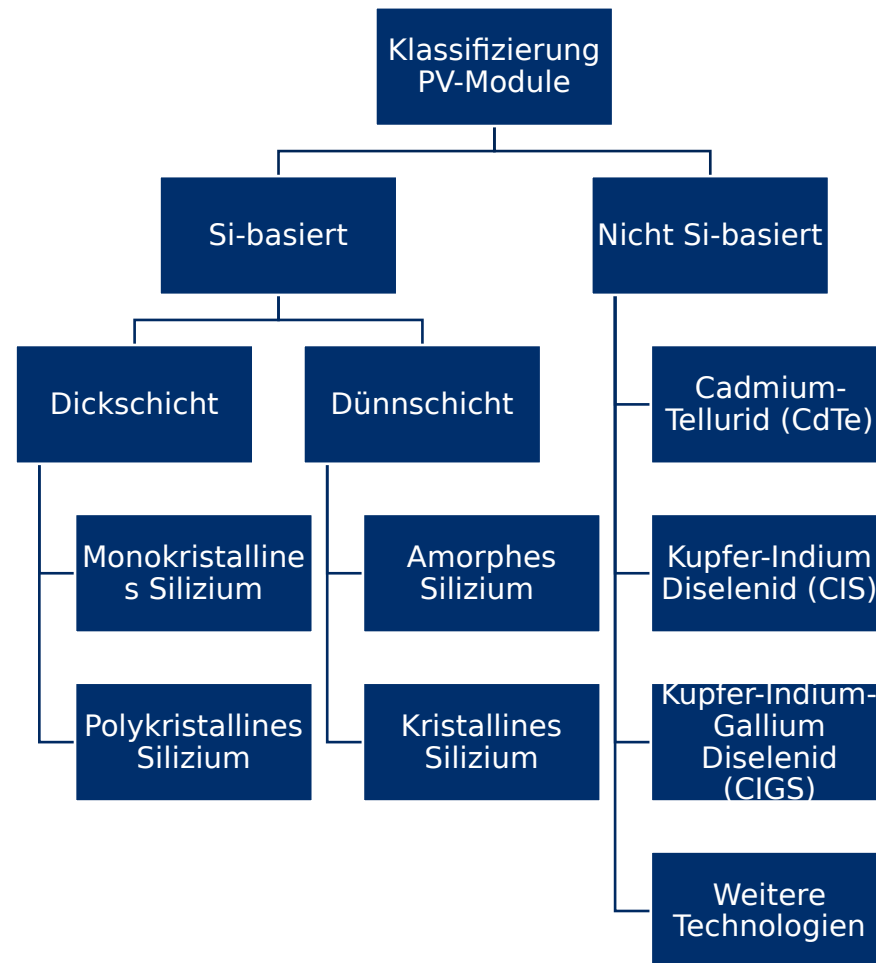 Klassifizierung
PV-Module
Si-basiert
Nicht Si-basiert
Dickschicht
Dünnschicht
Cadmium-
Tellurid (CdTe)
Monokristalline
s Silizium
Amorphes
Silizium
Kupfer-Indium
Diselenid (CIS)
Polykristallines
Silizium
Kristallines
Silizium
Kupfer-Indium-
Gallium
Diselenid
(CIGS)
Weitere
Technologien